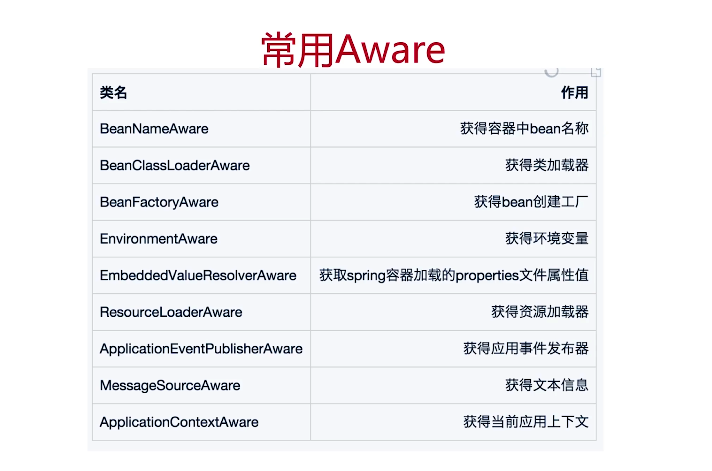 常用Aware
类名 作用
BeanNameAware 获得容器中bean名称
BeanClassLoaderAware 获得类加载器
BeanFactoryAware 获得bean创建工厂
EnvironmentAware 获得环境变量
EmbeddedValueResolverAware 获取spring容器加载的properties文件属性值
ResourceLoaderAware 获得资源加载器
ApplicationEventPublisherAware 获得应用事件发布器
MessageSourceAware 获得文本信息
ApplicationContextAware 获得当前应用上下文